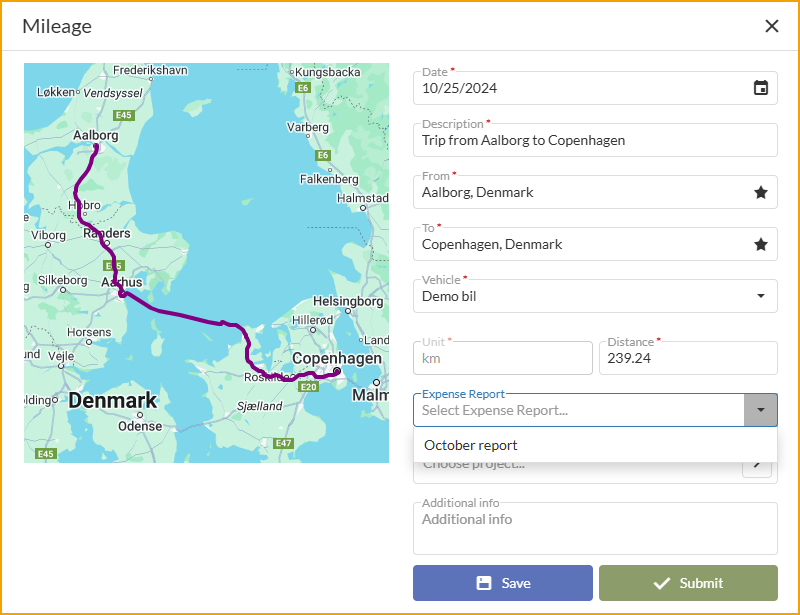 Mileage
Frederikshavn
Kungsbacka
Løkken
Vendsyssel
E6
E45
Varberg
Aalborg
E6
Falkenberg
Hobro
Halmstad
Viborg
Randers
E45
Silkeborg
Aarhus
Helsingborg
Horsens
Hillerød
Land
und
Vejle
Copenhagen
Roskilde
E20
Malm
olding
Denmark
Sjælland
Odense
E45
E47
Date *
10/25/2024
Description *
Trip from Aalborg to Copenhagen
From *
Aalborg, Denmark
To *
Copenhagen, Denmark
Vehicle *
Demo bil
Unit *
km
Distance *
239.24
Expense Report
Select Expense Report...
October report
Choose project...
Additional info
Additional info
Save
Submit